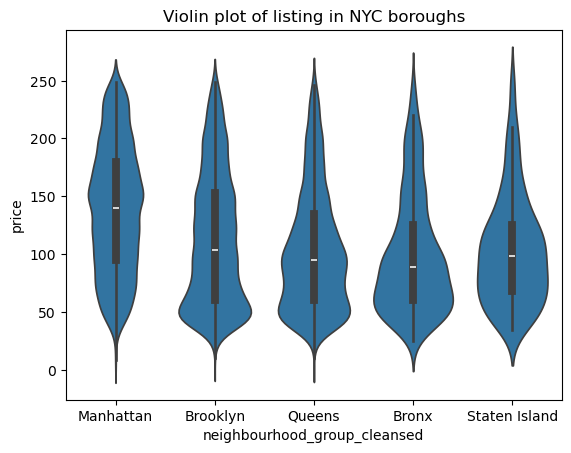 Violin plot of listing in NYC boroughs
price
250
200
150
100
50
0
Manhattan Brooklyn Queens Bronx Staten Island
neighbourhood_group_cleansed